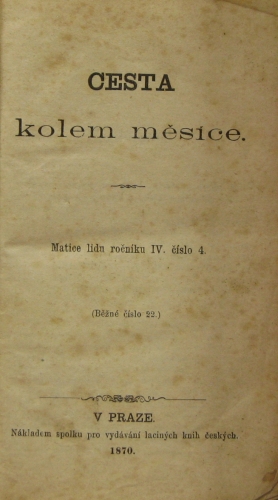 CESTA
kolem měsíce.
Matice lidu ročníku IV. číslo 4.
(Běžné číslo 22.)
V PRAZE.
Nákladem spolku pro vydávání laciných kněh českých.
1870.